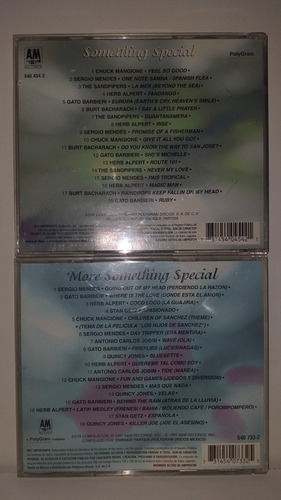 A&M
RECORDS
540 454 2
Something Special
PolyGram
1 CHUCK MANGIONE • FEEL SO GOOD •
2 SERGIO MENDES • ONE NOTE SAMBA / SPANISH FLEA •
3 THE SANDPIPERS • LA MER (BEYOND THE SEA) •
4 HERB ALPERT • FANDANGO •
5 GATO BARBIERI • EUROPA (EARTH'S CRY, HEAVEN'S SMILE) •
6 BURT BACHARACH • I SAY A LITTLE PRAYER •
7 THE SANDPIPERS • GUANTANAMERA •
8 HERB ALPERT • RISE •
9 SERGIO MENDES • PROMISE OF A FISHERMAN •
10 CHUCK MANGIONE • GIVE IT ALL YOU GOT •
11 BURT BACHARACH • DO YOU KNOW THE WAY TO SAN JOSE? •
12 GATO BARBIERI • SHE'S MICHELLE •
13 HERB ALPERT • ROUTE 101 •
14 THE SANDPIPERS • NEVER MY LOVE •
15 SERGIO MENDES • PAIS TROPICAL •
16 HERB ALPERT • MAGIC MAN •
17 BURT BACHARACH • RAINDROPS KEEP FALLIN' ON MY HEAD •
18 GATO BARBIERI • RUBY •
More Something Special
1 SERGIO MENDES • GOING OUT OF MY HEAD (PERDIENDO LA RAZON)
2 GATO BARBIERI • WHERE IS THE LOVE (DONDE ESTA EL AMOR)
3 HERB ALPERT • COCO LOCO (LA GUAJIRA)
4 STAN GETZ • APASIONADO
5 CHUCK MANGIONE • CHILDREN OF SANCHEZ (THEME)
(TEMA DE LA PELICULA "LOS HIJOS DE SANCHEZ")
6 SERGIO MENDES • DAY TRIPPER (ERA MENTIRA)
7 ANTONIO CARLOS JOBIM • WAVE (OLA)
8 GATO BARBIERI • FIREFLIES (LUCIERNAGAS)
9 QUINCY JONES • OLJESETTE
10 HERB ALPERT • QUIEREME TAL COMO SOY
11 ANTONIO CARLOS JOBIM • TIDE (MAREA)
12 CHUCK MANGIONE • FUN AND GAMES (JUEGOS Y DIVERSION)
13 SERGIO MENDES • MAS QUE NADA
14 QUINCY JONES • VELAS
15 GATO BARBIERI • BEHIND THE RAIN (ATRAS DE LA LLUVIA)
16 HERB ALPERT • LATIN MEDLEY (FRENESI / BAHIA / MOLIENDO CAFE / POROMPOMPERO)
17 STAN GETZ • ESPAÑOLA
18 QUINCY JONES • KILLER JOE (JOE EL ASESINO)
A&M
RECORDS
PolyGram
540 733-2